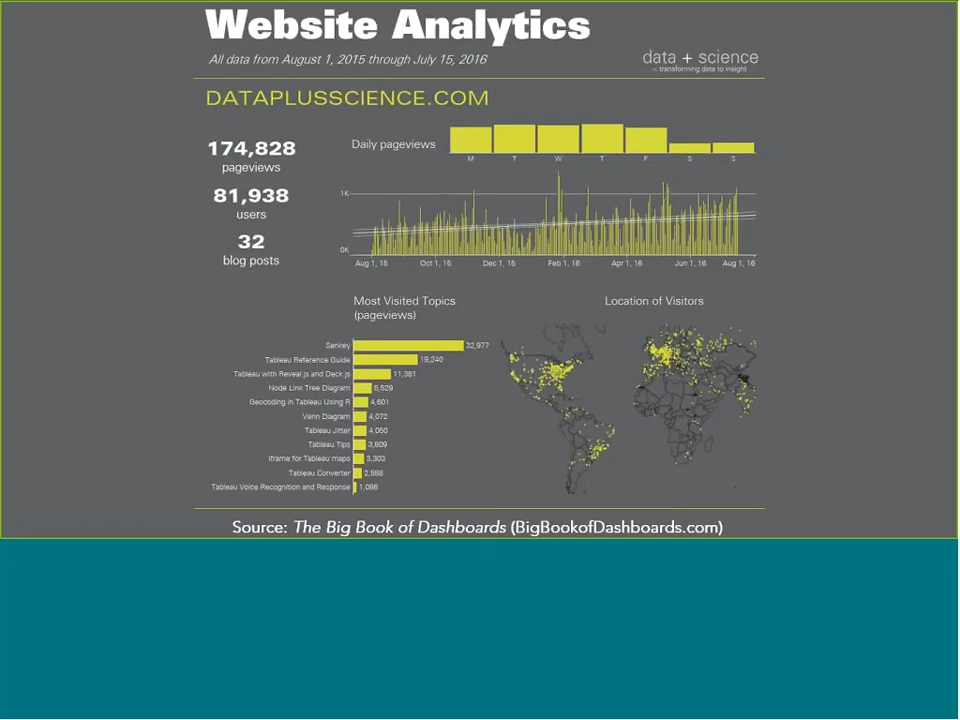 Website Analytics
All data from August 1, 2015 through July 15, 2016
data + science
transforming data to insight
DATAPLUSSCIENCE.COM
174,828
pageviews
81,938
users
32
blog posts
Daily pageviews
M T W T F S S
1K
0K
Aug 1, 15 Oct 1, 15 Dec 1, 15 Feb 1, 16 Apr 1, 16 Jun 1, 16 Aug 1, 16
Most Visited Topics
(pageviews)
Sankey 32,977
Tableau Reference Guide 19,240
Tableau with Reveal.js and Deck.js 11,381
Node Link Tree Diagram 5,529
Geocoding in Tableau Using R 4,601
Venn Diagram 4,072
Tableau Jitter 4,050
Tableau Tips 3,809
iframe for Tableau maps 3,303
Tableau Converter 2,568
Tableau Voice Recognition and Response 1,086
Location of Visitors
Source: The Big Book of Dashboards (BigBookofDashboards.com)